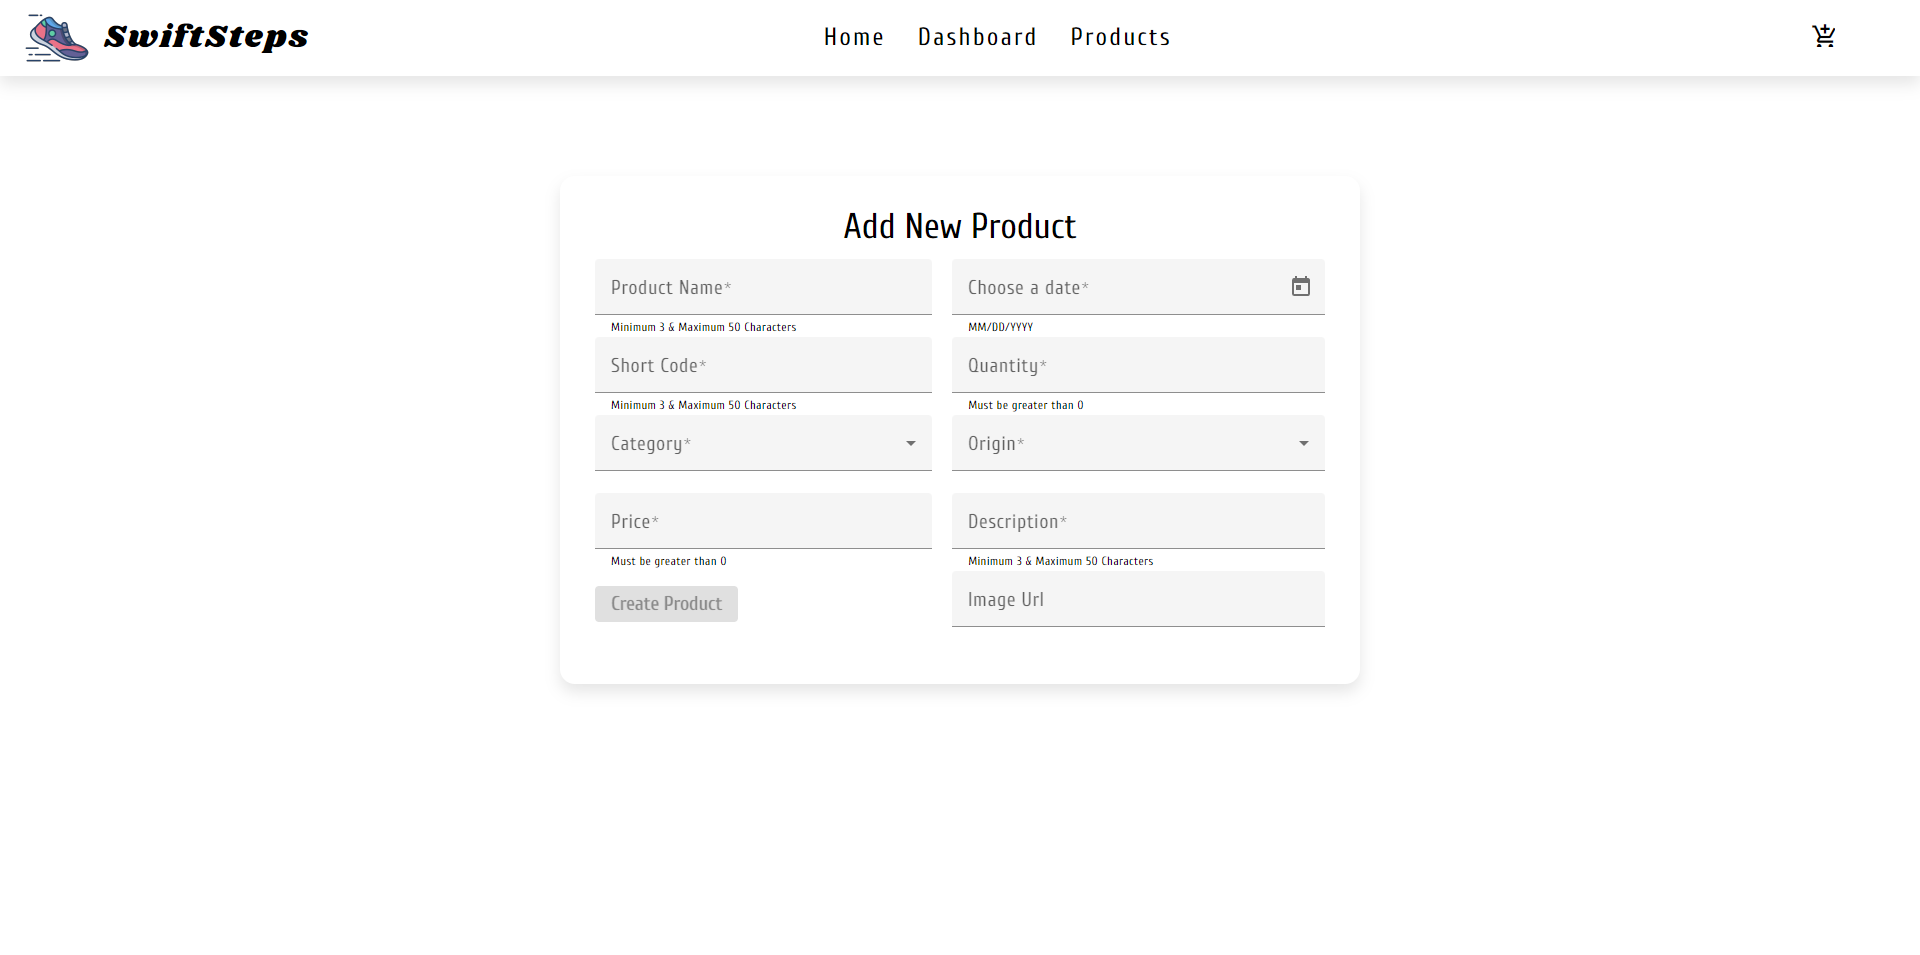 SwiftSteps
Home Dashboard Products
Add New Product
Product Name*
Minimum 3 & Maximum 50 Characters
Choose a date*
MM/DD/YYYY
Short Code*
Minimum 3 & Maximum 50 Characters
Quantity*
Must be greater than 0
Category*
Origin*
Price*
Must be greater than 0
Description*
Minimum 3 & Maximum 50 Characters
Create Product
Image Url